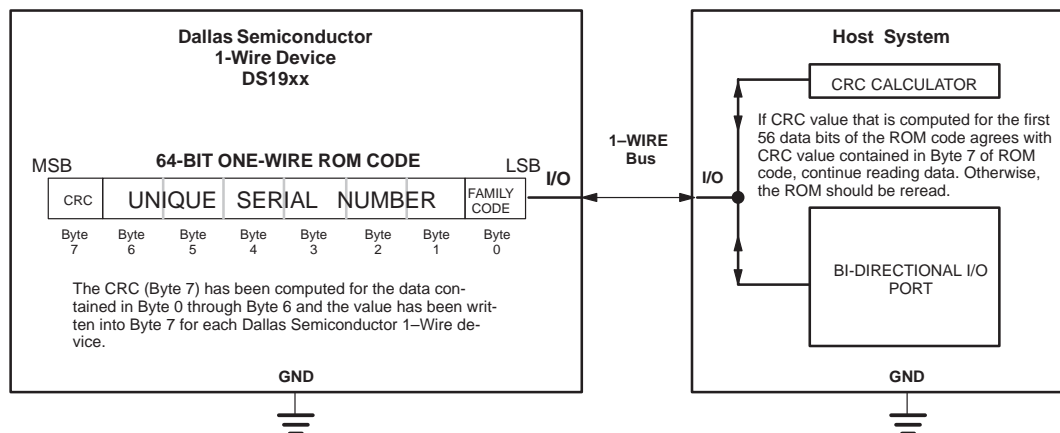 Dallas Semiconductor
1-Wire Device
DS19xx
64-BIT ONE-WIRE ROM CODE
MSB
LSB
I/O
CRC
UNIQUE SERIAL NUMBER
FAMILY
CODE
Byte
7
Byte
6
Byte
5
Byte
4
Byte
3
Byte
2
Byte
1
Byte
0
The CRC (Byte 7) has been computed for the data con-
tained in Byte 0 through Byte 6 and the value has been writ-
ten into Byte 7 for each Dallas Semiconductor 1–Wire de-
vice.
GND
1–WIRE
Bus
Host System
CRC CALCULATOR
If CRC value that is computed for the first
56 data bits of the ROM code agrees with
CRC value contained in Byte 7 of ROM
code, continue reading data. Otherwise,
the ROM should be reread.
I/O
BI-DIRECTIONAL I/O
PORT
GND